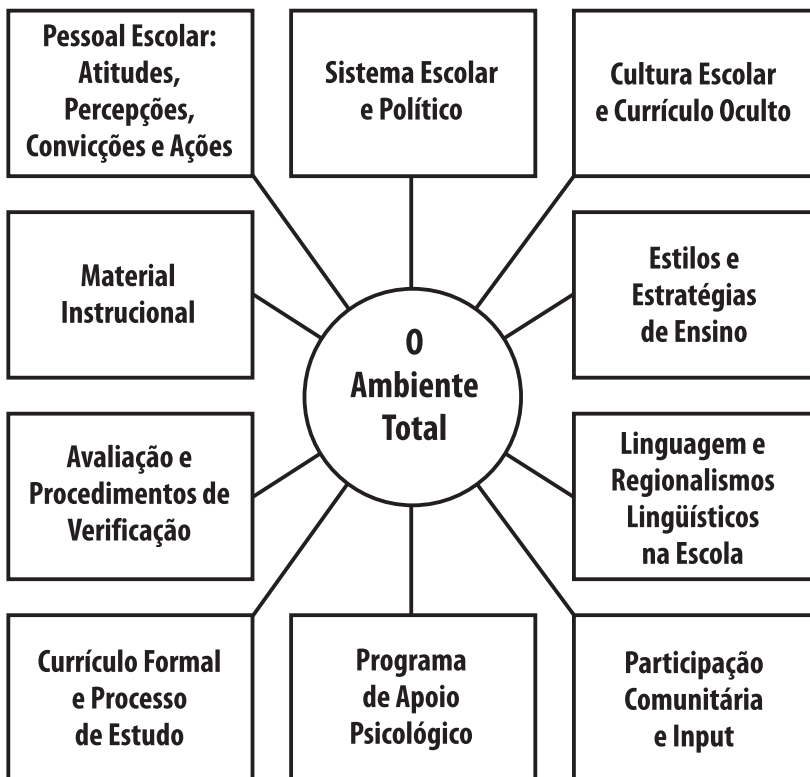 Pessoal Escolar:
Atitudes,
Percepções,
Convicções e Ações
Sistema Escolar
e Político
Cultura Escolar
e Currículo Oculto
Material
Instrucional
Estilos e
Estratégias
de Ensino
O
Ambiente
Total
Avaliação e
Procedimentos de
Verificação
Linguagem e
Regionalismos
Lingüísticos
na Escola
Currículo Formal
e Processo
de Estudo
Programa
de Apoio
Psicológico
Participação
Comunitária
e Input